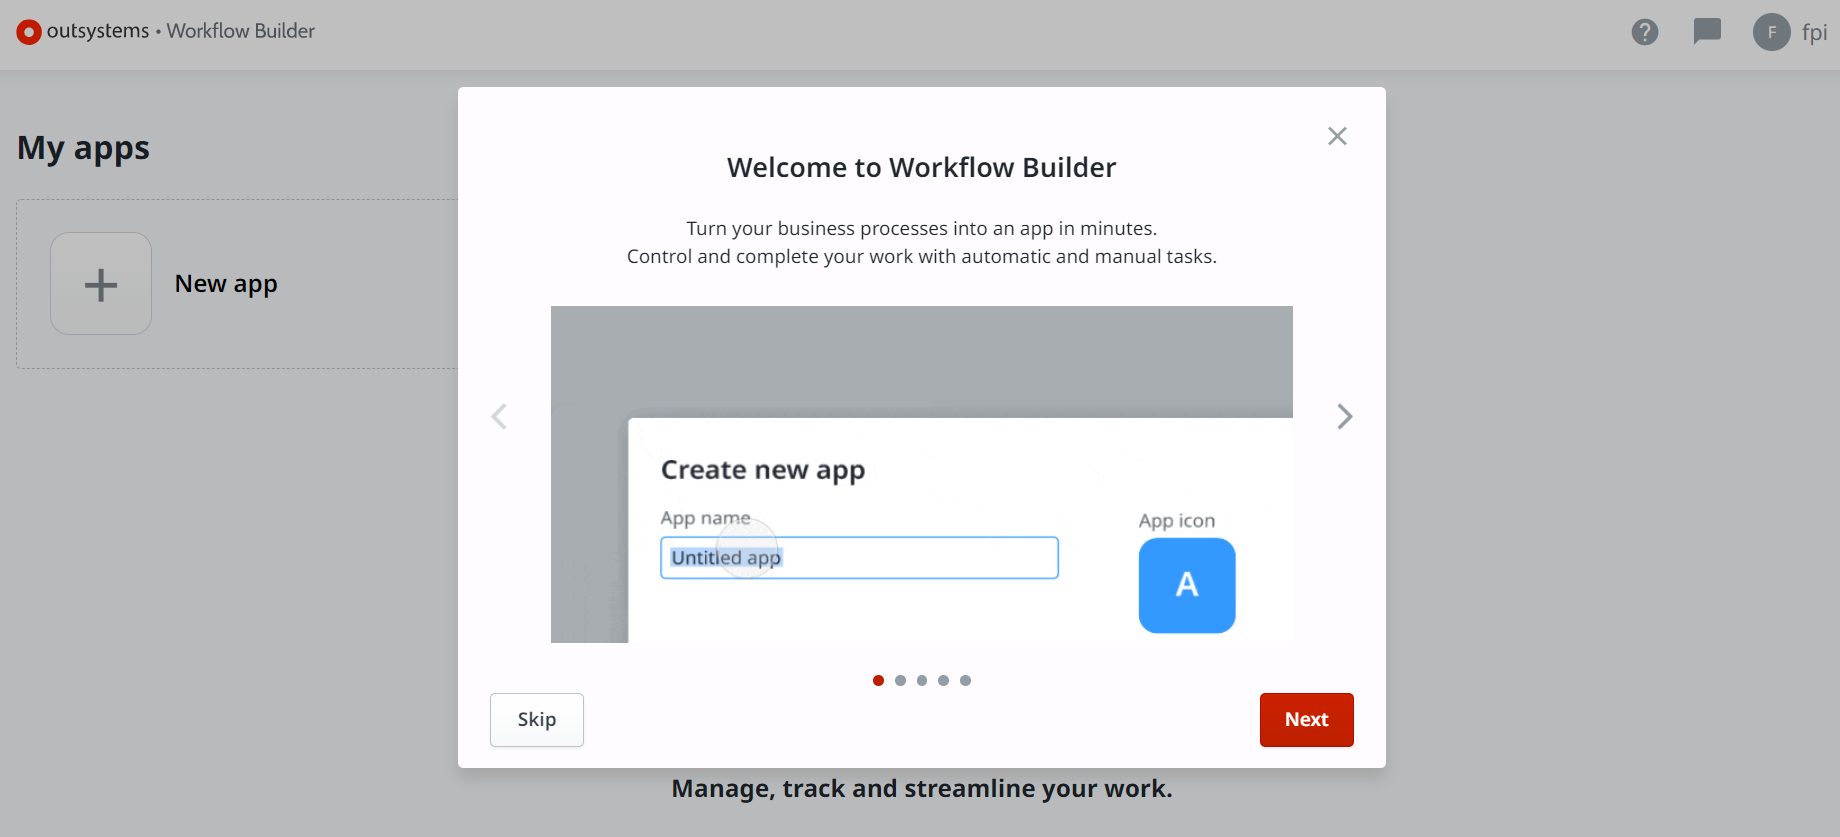 outsystems • Workflow Builder
F fpi
My apps
New app
Welcome to Workflow Builder
Turn your business processes into an app in minutes.
Control and complete your work with automatic and manual tasks.
Create new app
App name
Untitled app
App icon
A
Skip
Next
Manage, track and streamline your work.